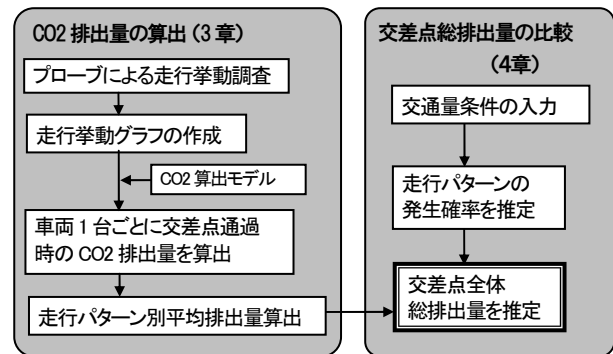 CO2 排出量の算出 (3 章)
プローブによる走行挙動調査
走行挙動グラフの作成
CO2 算出モデル
車両 1 台ごとに交差点通過
時の CO2 排出量を算出
走行パターン別平均排出量算出
交差点総排出量の比較
(4章)
交通量条件の入力
走行パターンの
発生確率を推定
交差点全体
総排出量を推定